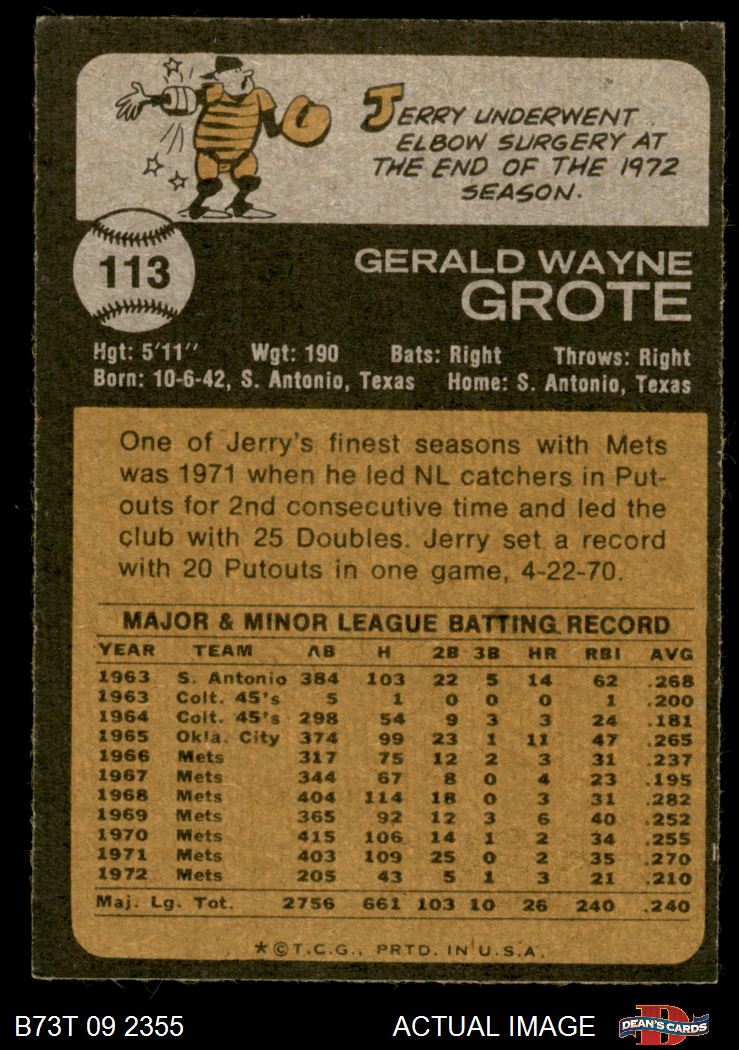 JERRY UNDERWENT
ELBOW SURGERY AT
THE END OF THE 1972
SEASON.
113
GERALD WAYNE
GROTE
Hgt: 5'11" Wgt: 190 Bats: Right Throws: Right
Born: 10-6-42, S. Antonio, Texas Home: S. Antonio, Texas
One of Jerry's finest seasons with Mets
was 1971 when he led NL catchers in Put-
outs for 2nd consecutive time and led the
club with 25 Doubles. Jerry set a record
with 20 Putouts in one game, 4-22-70.
MAJOR & MINOR LEAGUE BATTING RECORD
YEAR TEAM AB H 2B 3B HR RBI AVG
1963 S. Antonio 384 103 22 5 14 62 .268
1963 Colt. 45's 5 1 0 0 0 1 .200
1964 Colt. 45's 298 54 9 3 3 24 .181
1965 Okla. City 374 99 23 1 11 47 .265
1966 Mets 317 75 12 2 3 31 .237
1967 Mets 344 67 8 0 4 23 .195
1968 Mets 404 114 18 0 3 31 .282
1969 Mets 365 92 12 3 6 40 .252
1970 Mets 415 106 14 1 2 34 .255
1971 Mets 403 109 25 0 2 35 .270
1972 Mets 205 43 5 1 3 21 .210
Maj. Lg. Tot. 2756 661 103 10 26 240 .240
*©T.C.G., PRTD. IN U.S.A.
B73T 09 2355 ACTUAL IMAGE D DEAN'S CARDS